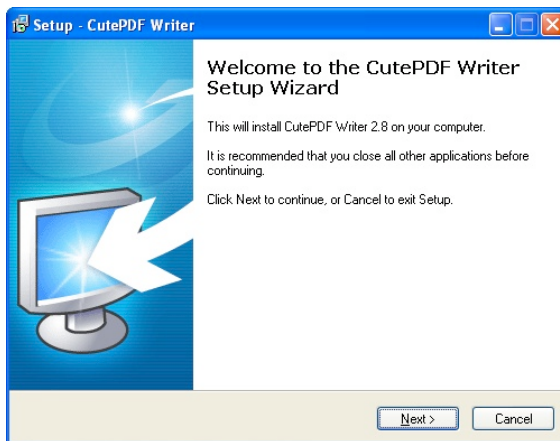 Setup - CutePDF Writer
Welcome to the CutePDF Writer
Setup Wizard
This will install CutePDF Writer 2.8 on your computer.
It is recommended that you close all other applications before
continuing.
Click Next to continue, or Cancel to exit Setup.
Next >
Cancel